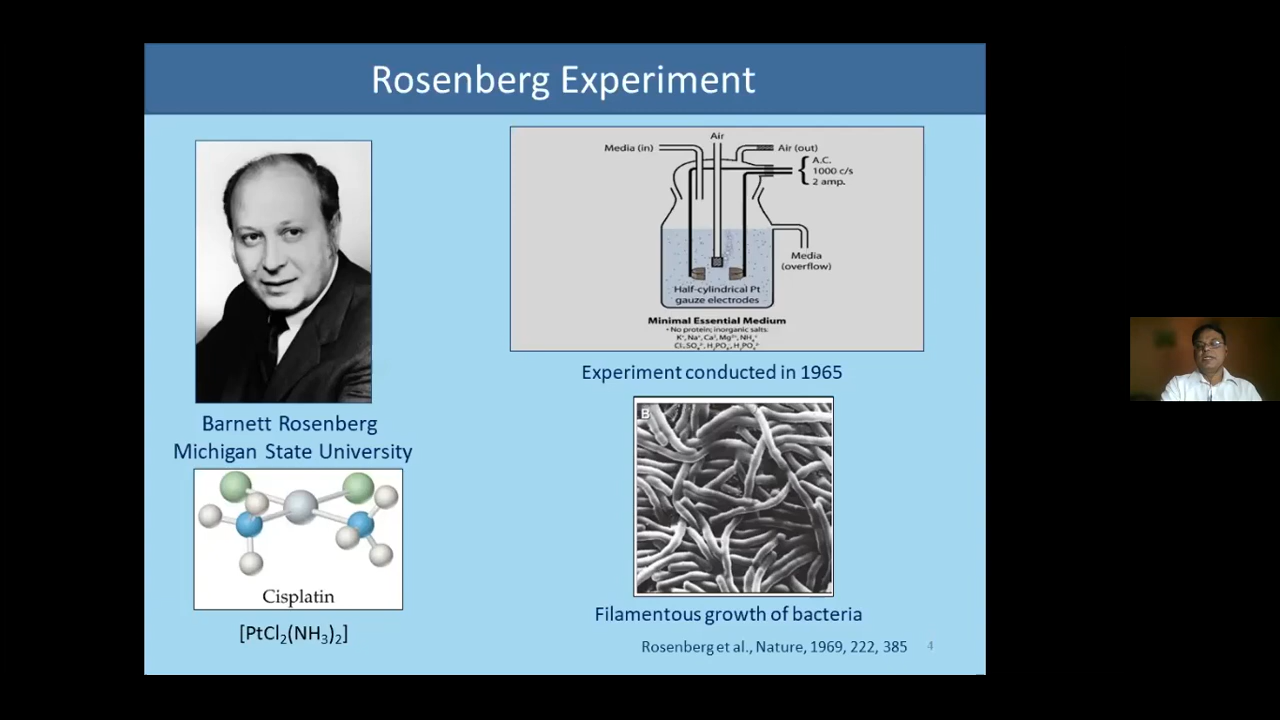 Rosenberg Experiment
Barnett Rosenberg
Michigan State University
Cisplatin
[PtCl₂(NH₃)₂]
Air
Media (in)
Air (out)
A.C.
1000 c/s
2 amp.
Media
(overflow)
Half-cylindrical Pt
gauze electrodes
Minimal Essential Medium
• No protein; inorganic salts:
Experiment conducted in 1965
B
Filamentous growth of bacteria
Rosenberg et al., Nature, 1969, 222, 385
4